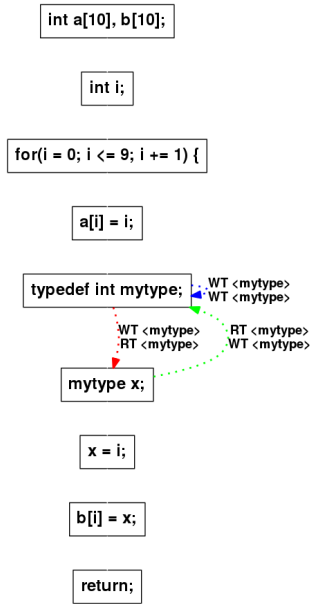 int a[10], b[10];
int i;
for(i = 0; i <= 9; i += 1) {
a[i] = i;
typedef int mytype;
WT <mytype>
WT <mytype>
WT <mytype>
RT <mytype>
RT <mytype>
WT <mytype>
mytype x;
x = i;
b[i] = x;
return;